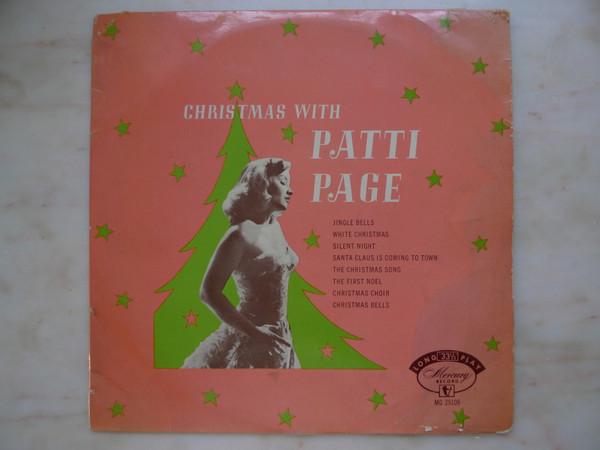 CHRISTMAS WITH
PATTI
PAGE
JINGLE BELLS
WHITE CHRISTMAS
SILENT NIGHT
SANTA CLAUS IS COMING TO TOWN
THE CHRISTMAS SONG
THE FIRST NOEL
CHRISTMAS CHOIR
CHRISTMAS BELLS
LONG 33⅓ PLAY
Mercury
RECORD
MG 25109